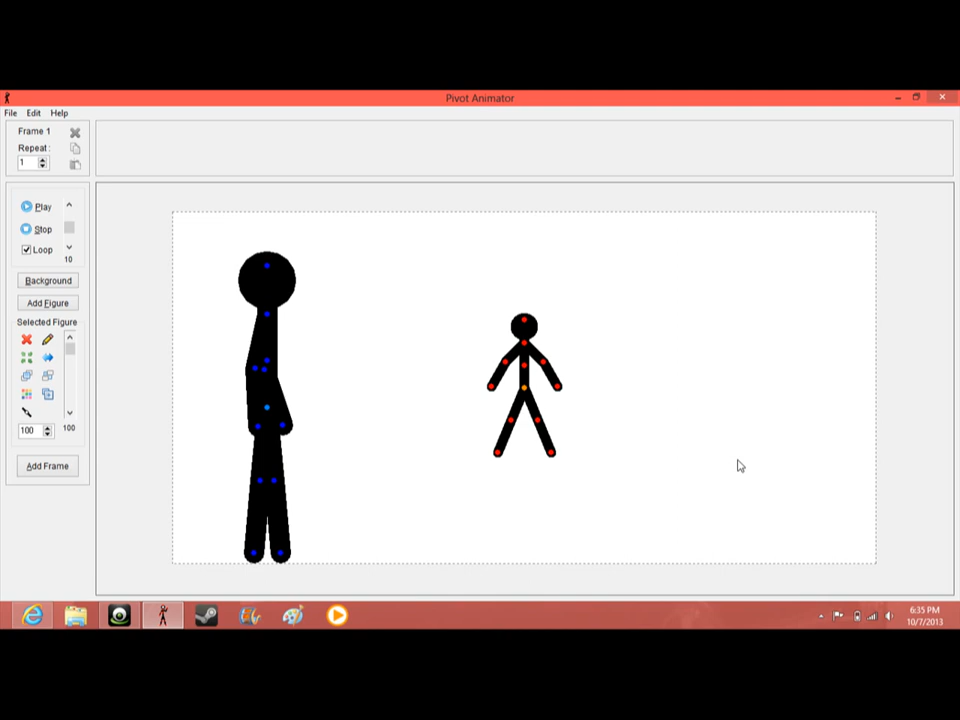 Pivot Animator
File Edit Help
Frame 1
Repeat :
1
Play
Stop
Loop
10
Background
Add Figure
Selected Figure
100
100
Add Frame
6:35 PM
10/7/2013